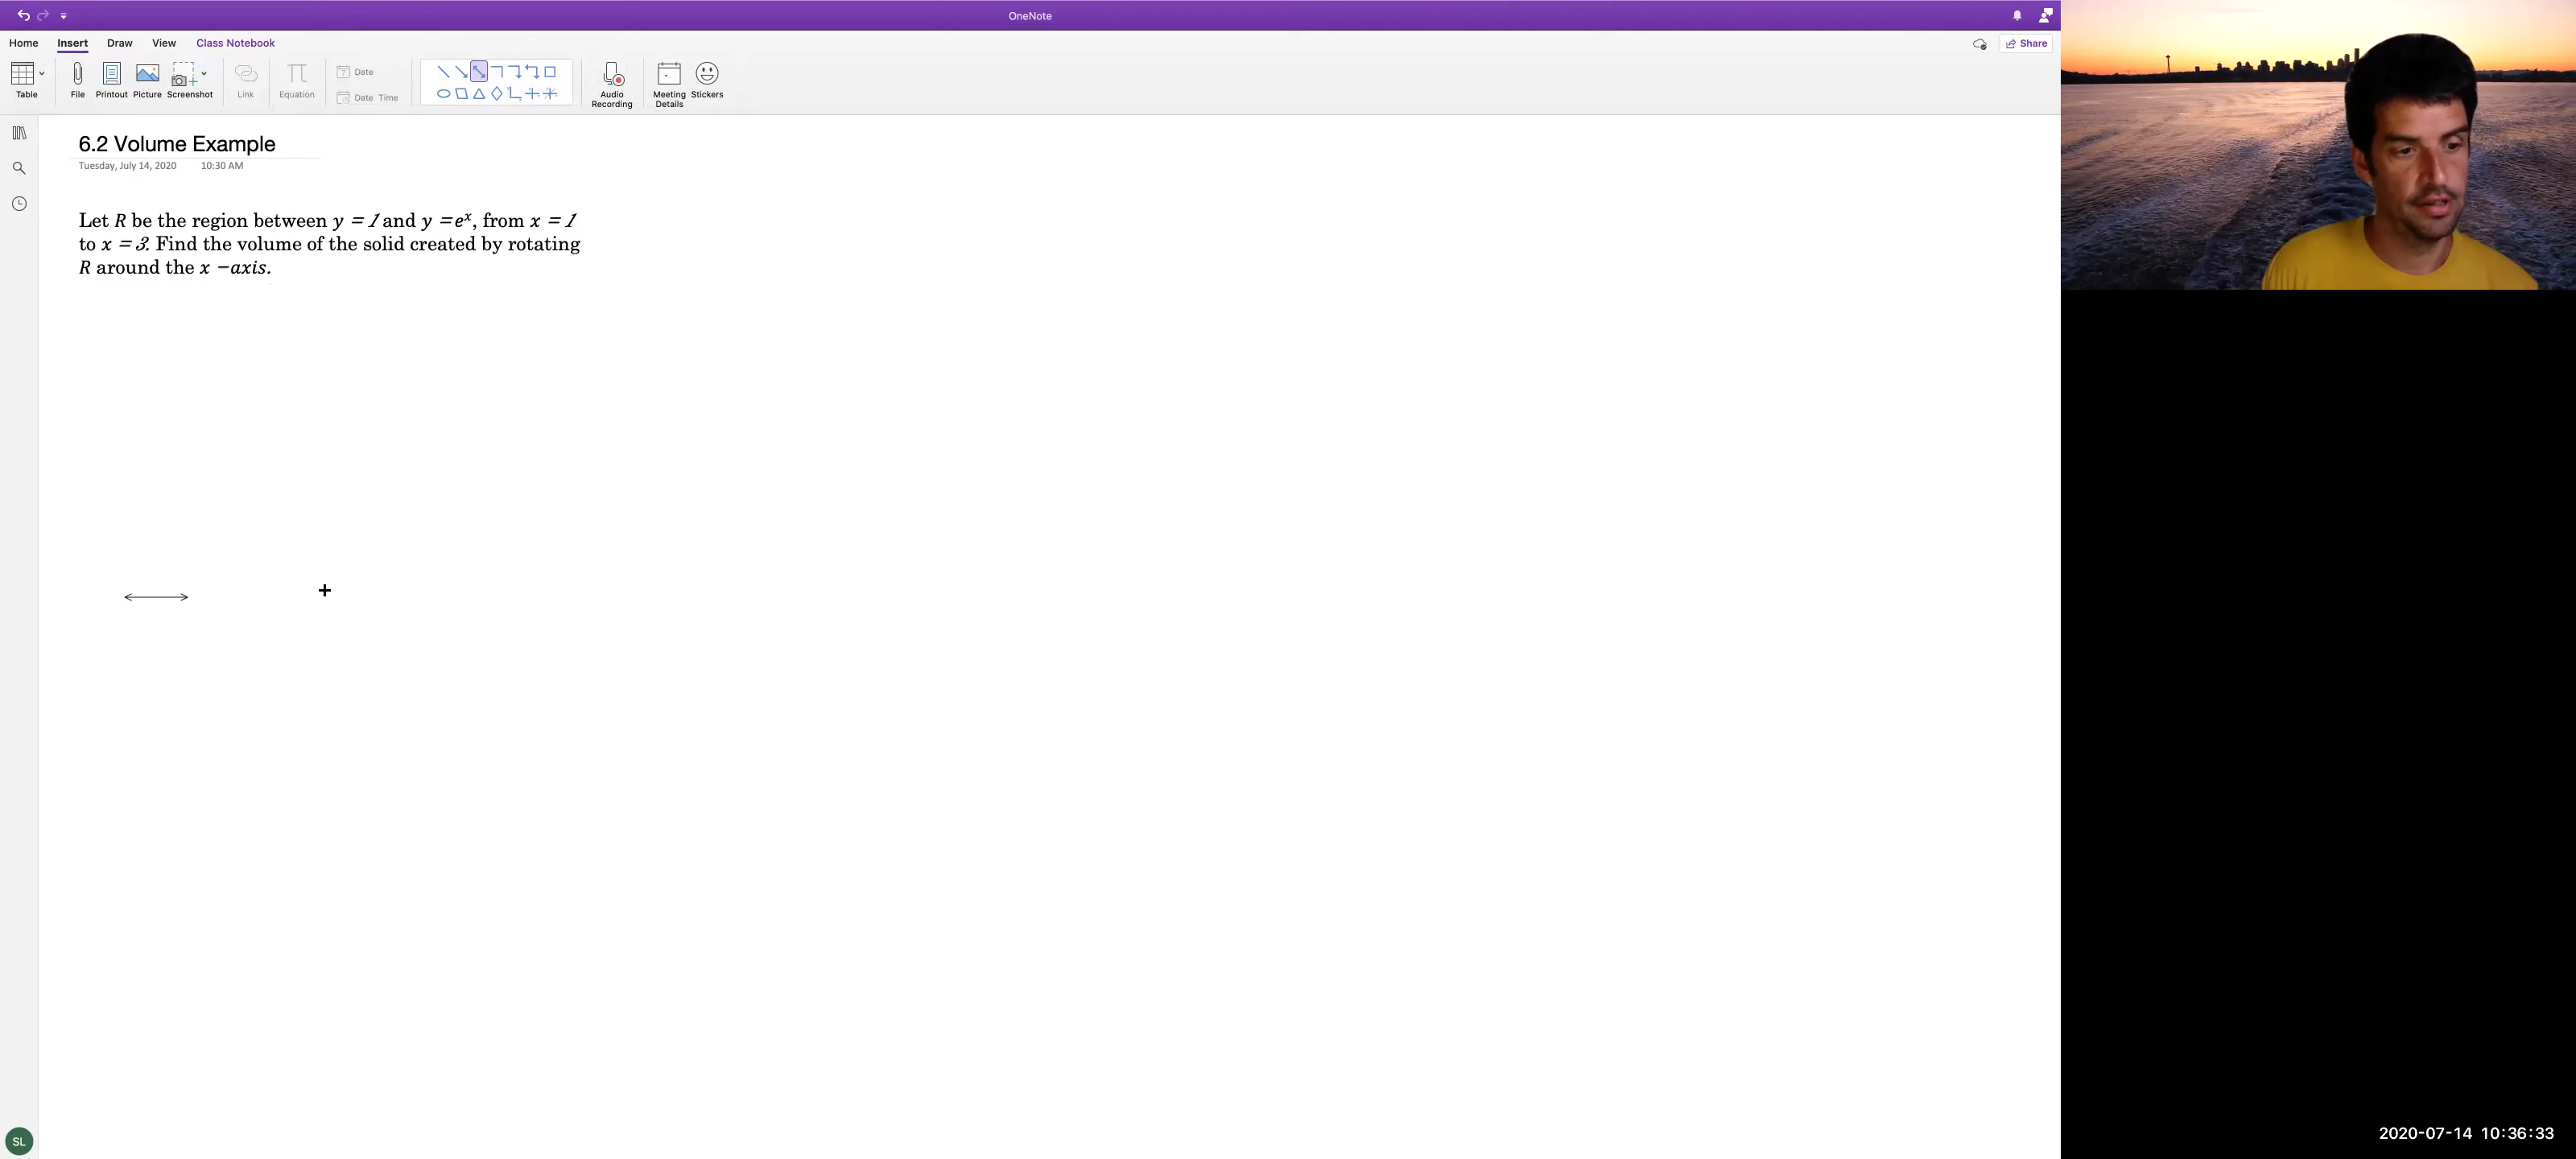 OneNote
Home Insert Draw View Class Notebook
Share
Table File Printout Picture Screenshot Link Equation Date
Date Time
Audio Recording
Meeting Details
Stickers
6.2 Volume Example
Tuesday, July 14, 2020 10:30 AM
Let R be the region between y = 1 and y = eˣ, from x = 1
to x = 3. Find the volume of the solid created by rotating
R around the x − axis.
SL
2020-07-14 10:36:33